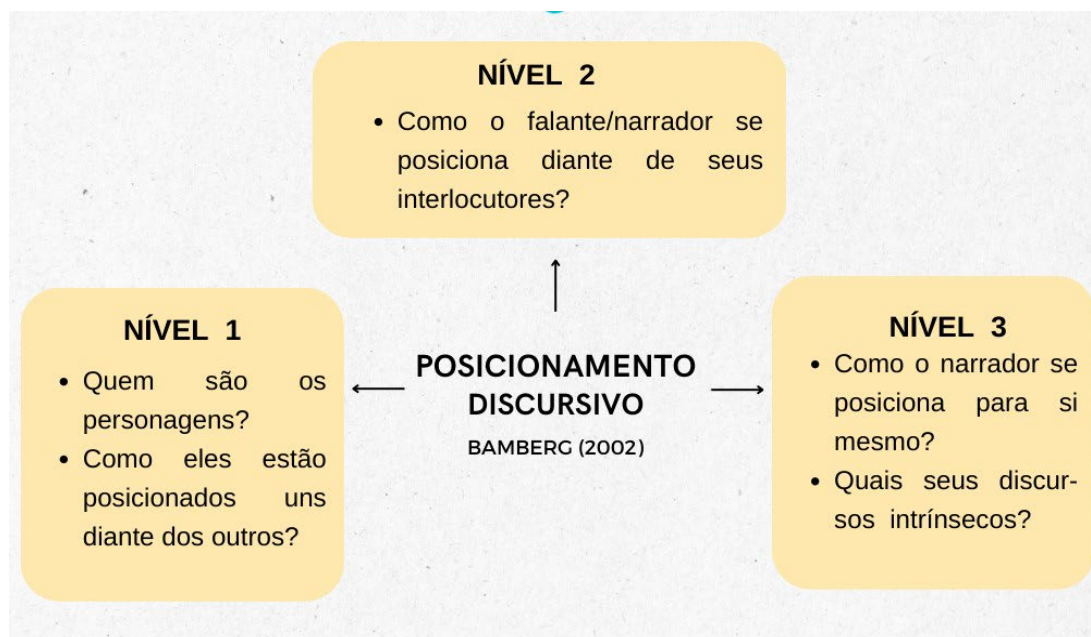 NÍVEL 2
• Como o falante/narrador se
posiciona diante de seus
interlocutores?
NÍVEL 1
• Quem são os
personagens?
• Como eles estão
posicionados uns
diante dos outros?
POSICIONAMENTO
DISCURSIVO
BAMBERG (2002)
NÍVEL 3
• Como o narrador se
posiciona para si
mesmo?
• Quais seus discur-
sos intrínsecos?